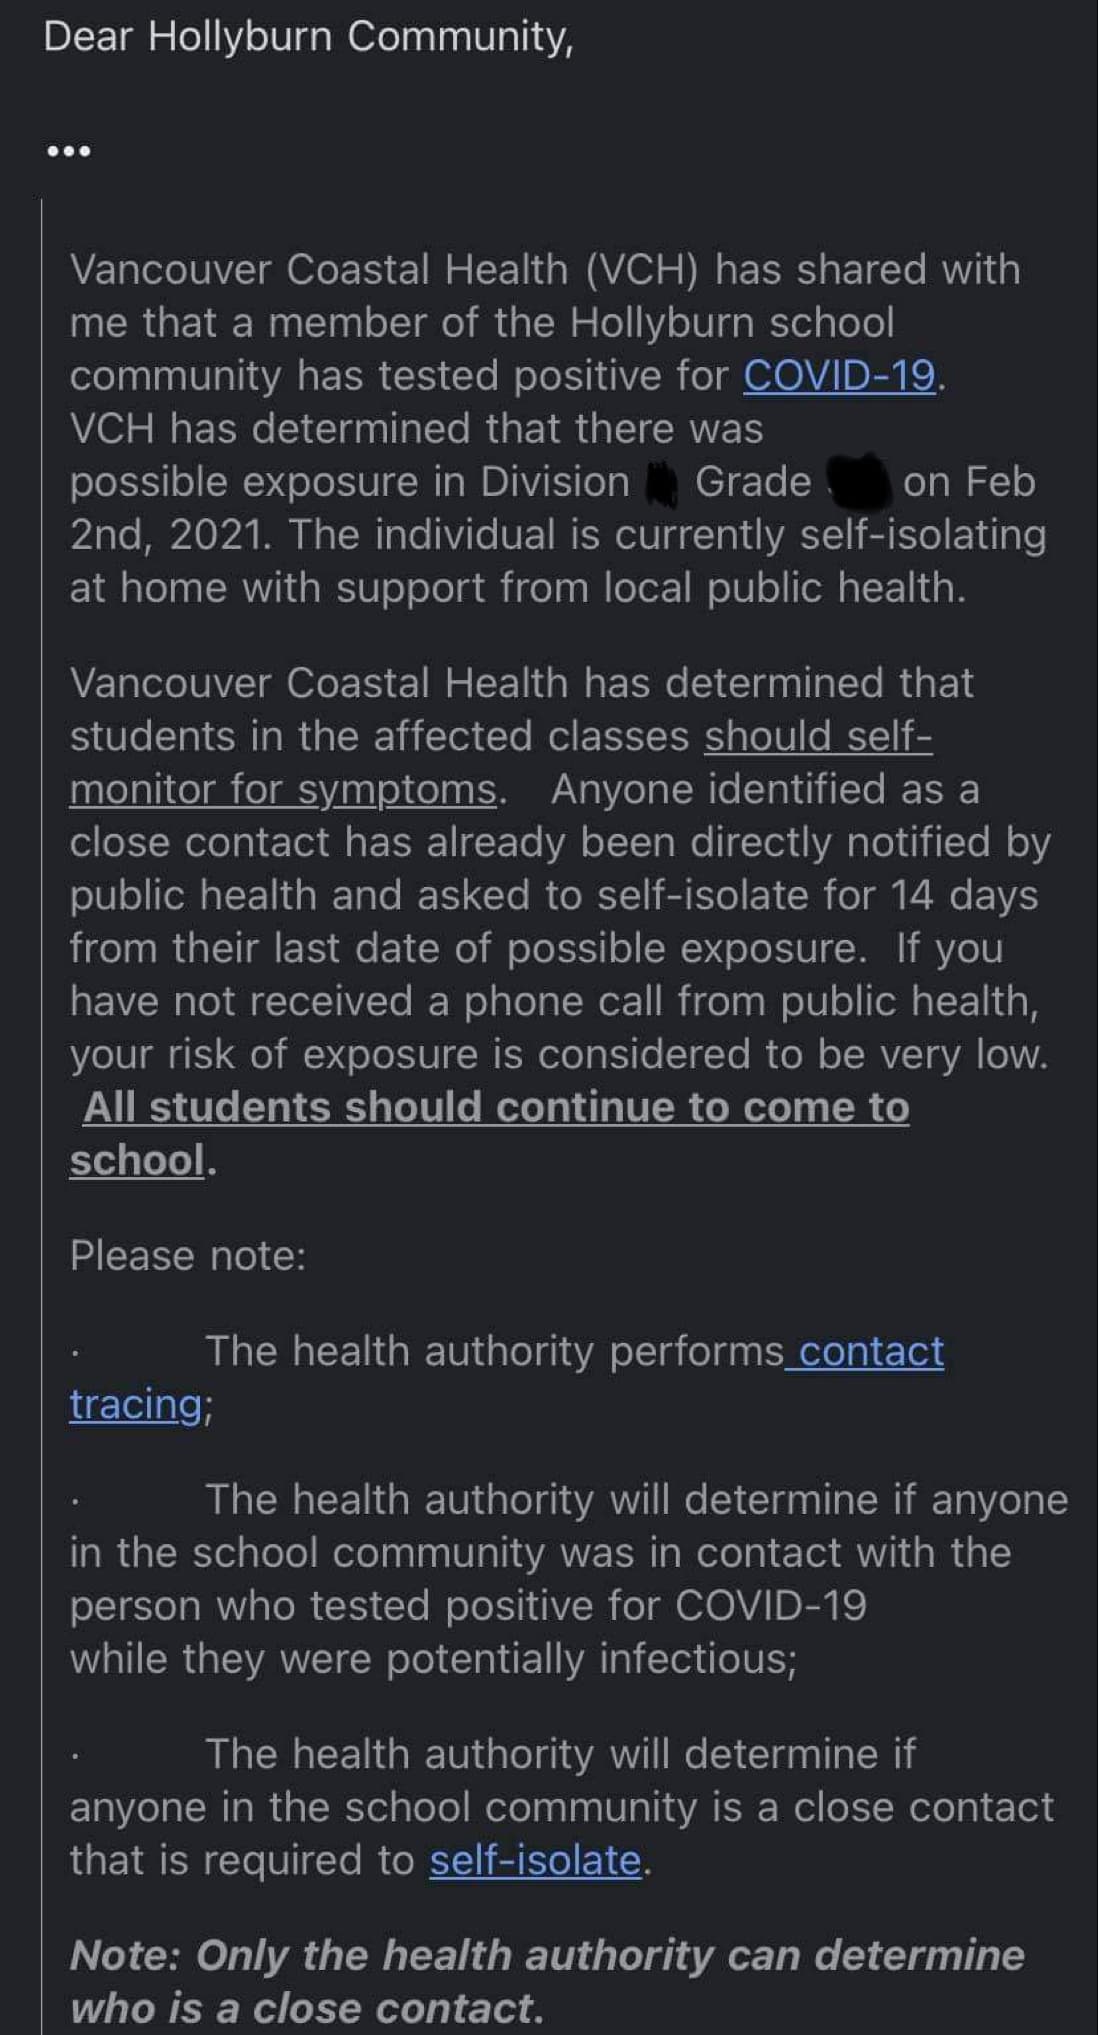 Dear Hollyburn Community,
•••
Vancouver Coastal Health (VCH) has shared with
me that a member of the Hollyburn school
community has tested positive for COVID-19.
VCH has determined that there was
possible exposure in Division Grade on Feb
2nd, 2021. The individual is currently self-isolating
at home with support from local public health.
Vancouver Coastal Health has determined that
students in the affected classes should self-
monitor for symptoms. Anyone identified as a
close contact has already been directly notified by
public health and asked to self-isolate for 14 days
from their last date of possible exposure. If you
have not received a phone call from public health,
your risk of exposure is considered to be very low.
All students should continue to come to
school.
Please note:
· The health authority performs contact
tracing;
· The health authority will determine if anyone
in the school community was in contact with the
person who tested positive for COVID-19
while they were potentially infectious;
· The health authority will determine if
anyone in the school community is a close contact
that is required to self-isolate.
Note: Only the health authority can determine
who is a close contact.